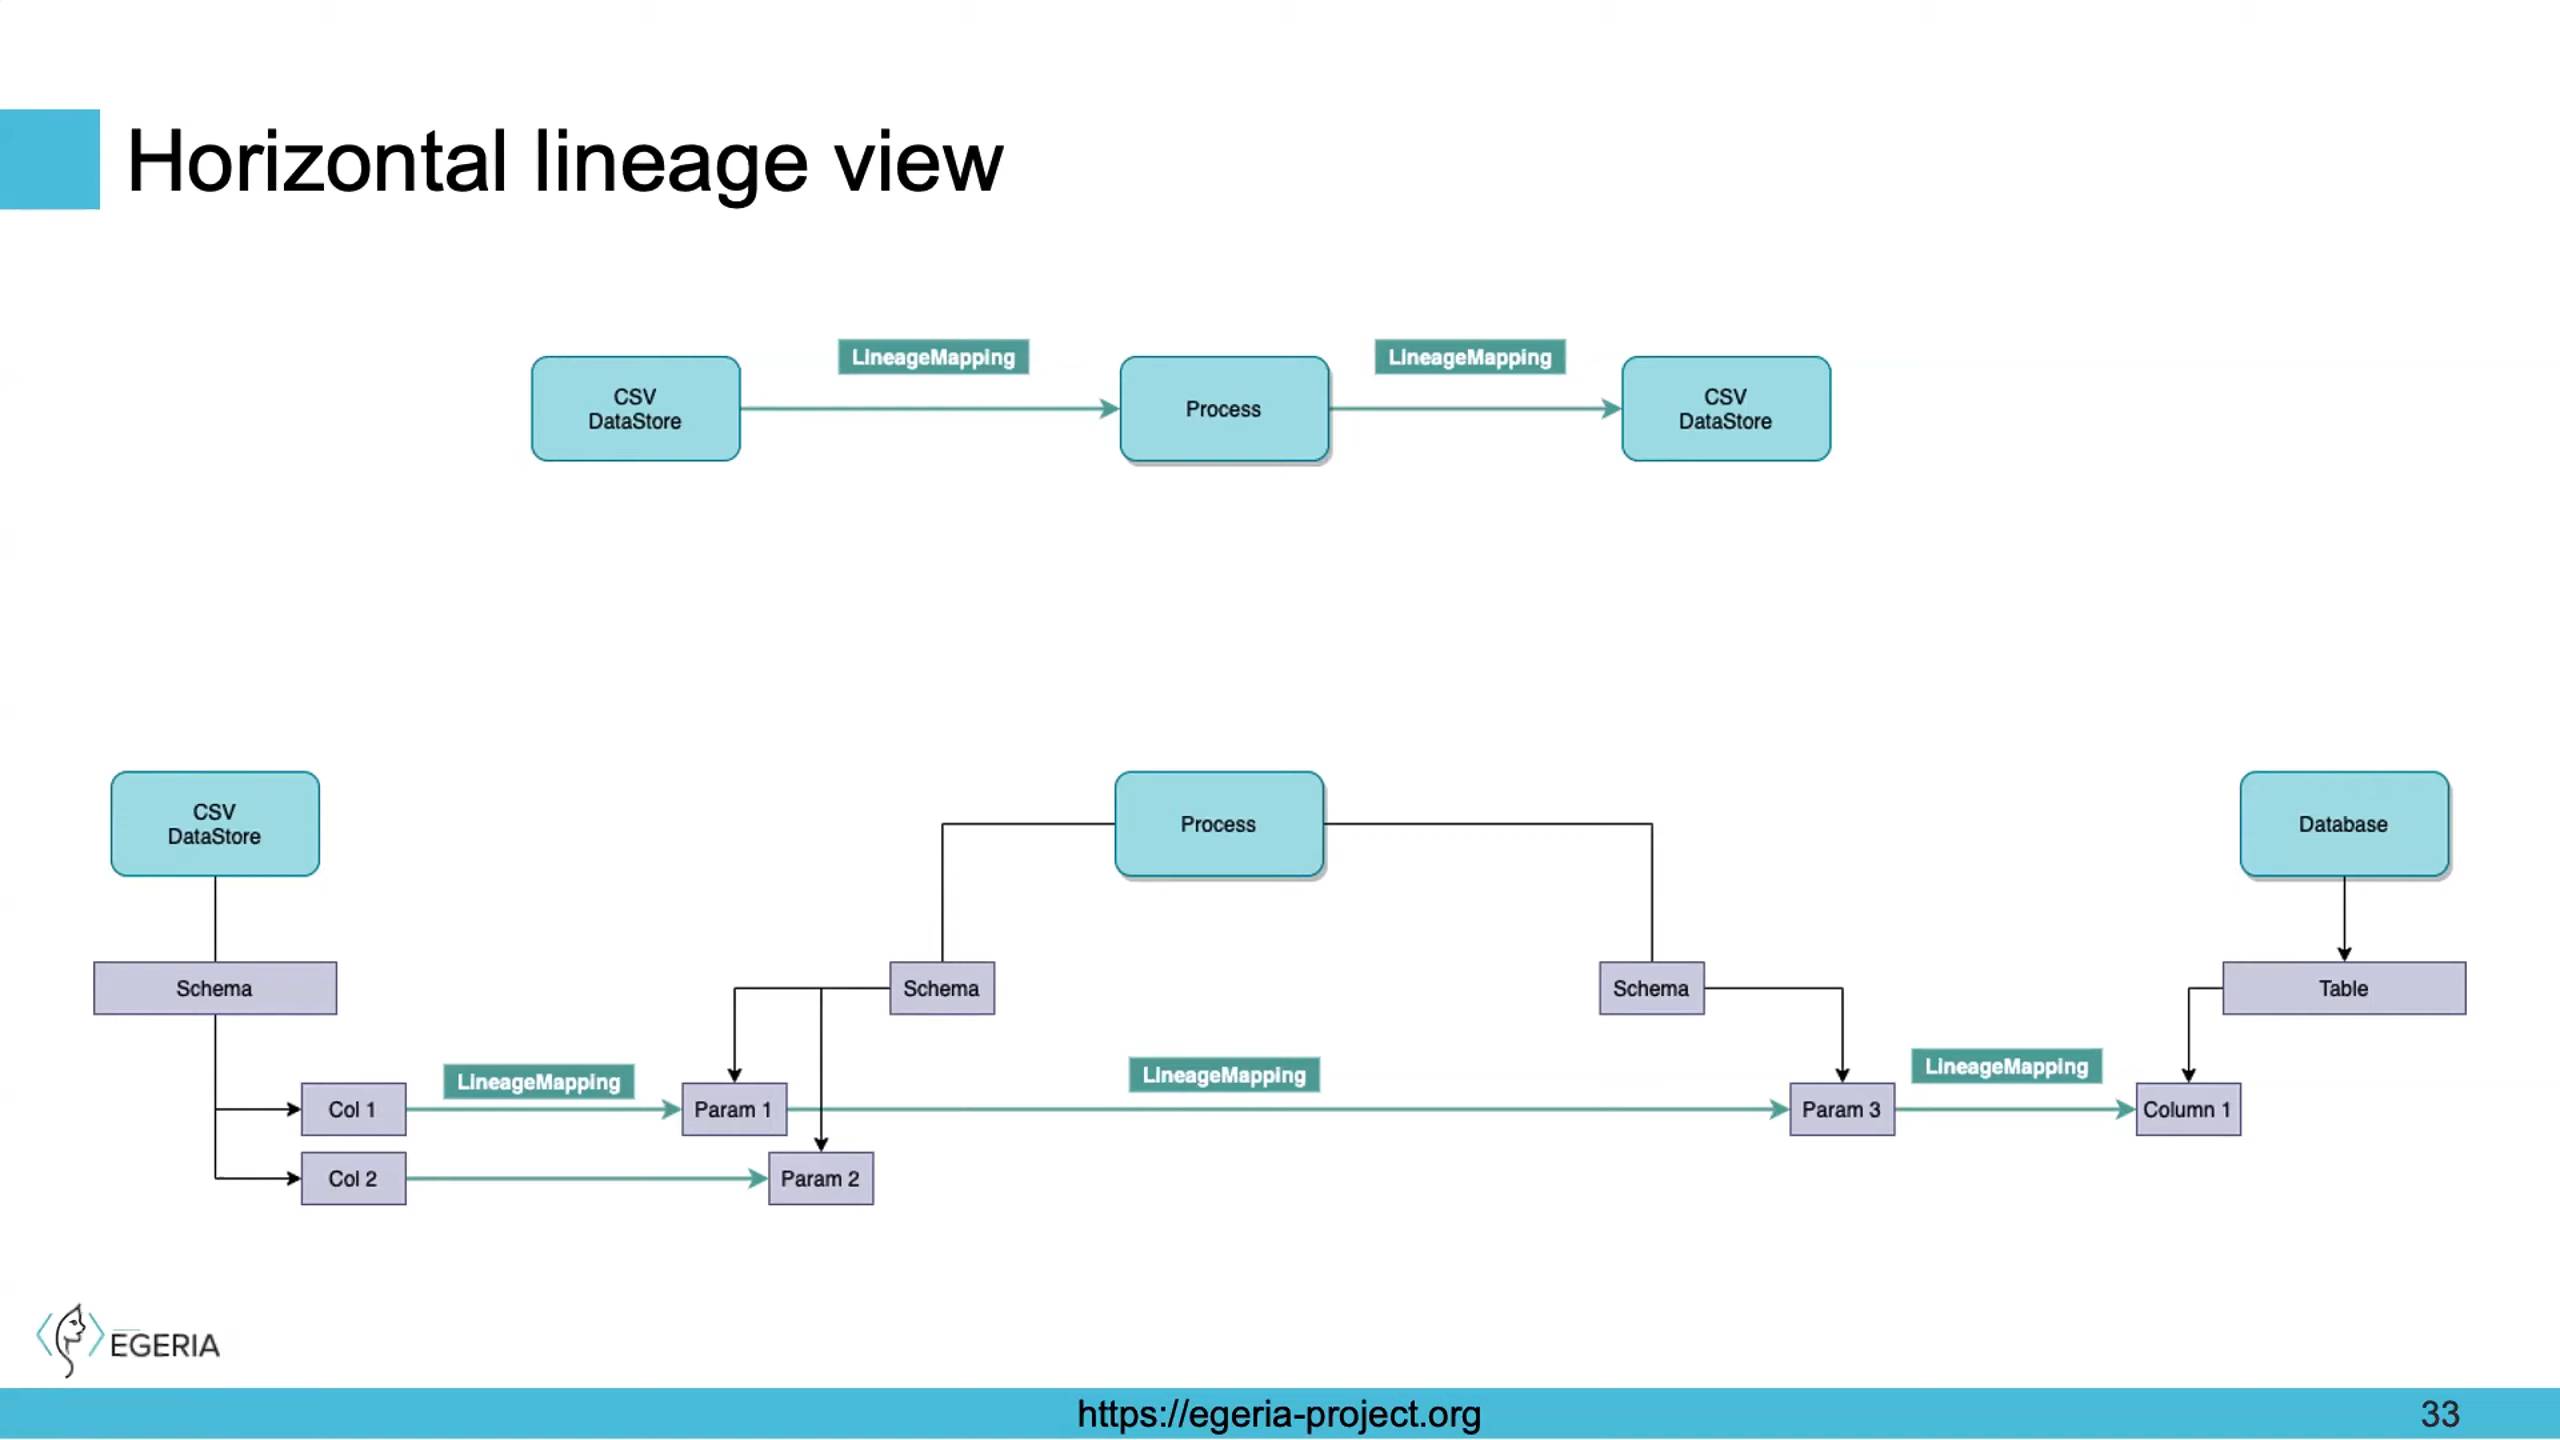 Horizontal lineage view
LineageMapping
LineageMapping
CSV
DataStore
Process
CSV
DataStore
CSV
DataStore
Process
Database
Schema
Schema
Schema
Table
LineageMapping
LineageMapping
LineageMapping
Col 1
Param 1
Param 3
Column 1
Col 2
Param 2
EGERIA
https://egeria-project.org
33